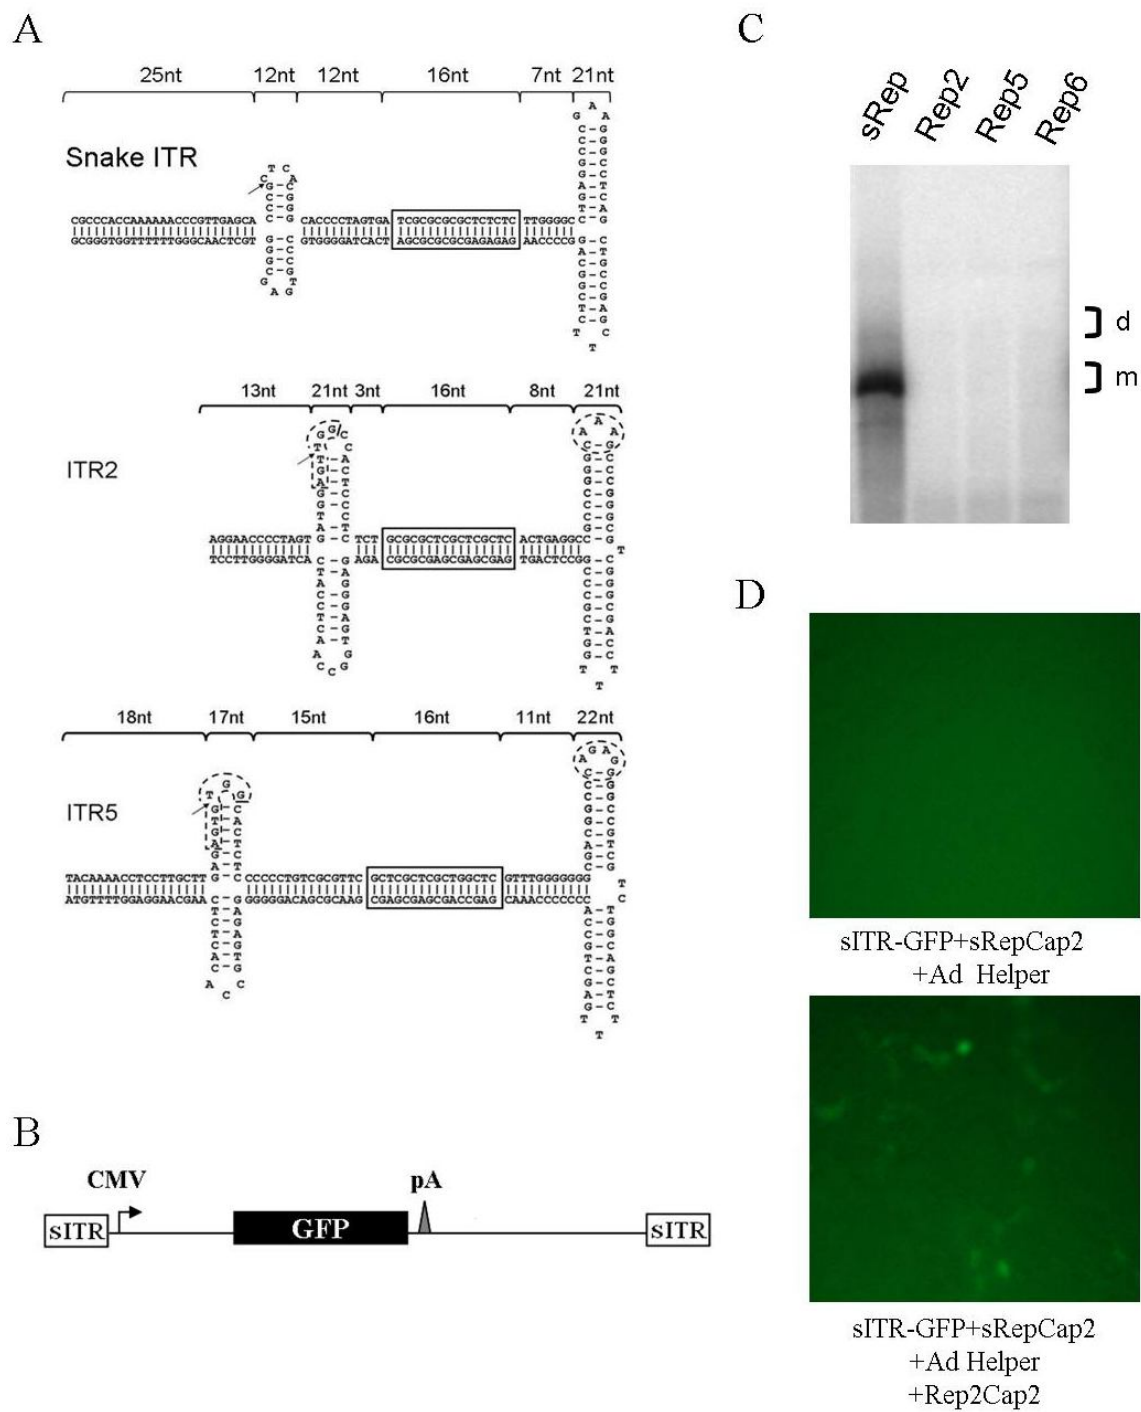 A
25nt 12nt 12nt 16nt 7nt 21nt
Snake ITR
CGCCCACCAAAAAACCCGTTGAGCA CACCCCTAGTGA TCGCGCGCGCTCTCTC TTGGGGC
GCGGGTGGTTTTTTGGGCAACTCGT GTGGGGATCACT AGCGCGCGCGAGAGAG AACCCCG
13nt 21nt 3nt 16nt 8nt 21nt
ITR2
AGGAACCCCTAGT TCT GCGCGCTCGCTCGCTC ACTGAGGC
TCCTTGGGGATCA AGA CGCGCGAGCGAGCGAG TGACTCCG
18nt 17nt 15nt 16nt 11nt 22nt
ITR5
TACAAAACCTCCTTGCTT CCCCCTGTCGCGTTC GCTCGCTCGCTGGCTC GTTTGGGGGGG
ATGTTTTGGAGGAACGAA GGGGGACAGCGCAAG CGAGCGAGCGACCGAG CAAACCCCCCC
B
CMV
pA
sITR
GFP
sITR
C
sRep Rep2 Rep5 Rep6
d
m
D
sITR-GFP+sRepCap2
+Ad Helper
sITR-GFP+sRepCap2
+Ad Helper
+Rep2Cap2